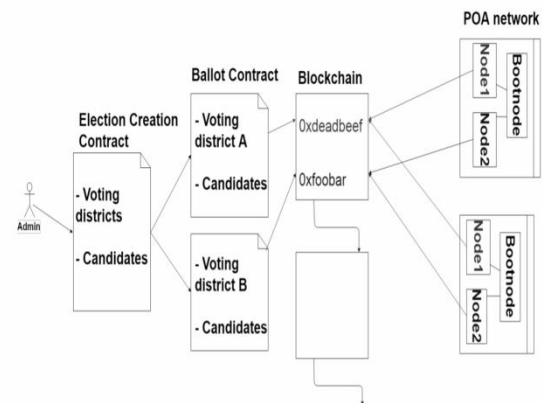 POA network
Ballot Contract
Blockchain
Election Creation
Contract
Admin
- Voting
districts
- Candidates
- Voting
district A
- Candidates
- Voting
district B
- Candidates
0xdeadbeef
0xfoobar
Node1
Node2
Bootnode
Node1
Node2
Bootnode